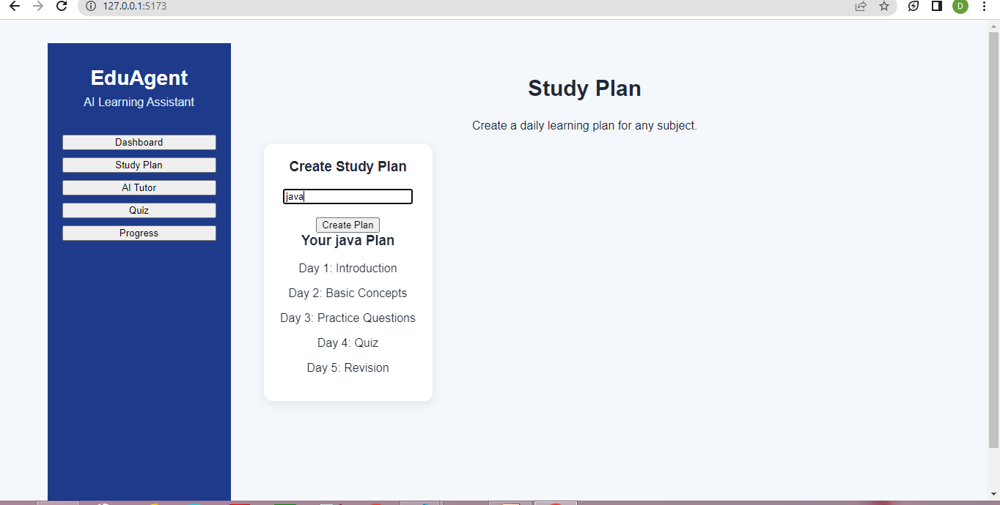 127.0.0.1:5173
D
EduAgent
AI Learning Assistant
Dashboard
Study Plan
AI Tutor
Quiz
Progress
Study Plan
Create a daily learning plan for any subject.
Create Study Plan
java
Create Plan
Your java Plan
Day 1: Introduction
Day 2: Basic Concepts
Day 3: Practice Questions
Day 4: Quiz
Day 5: Revision